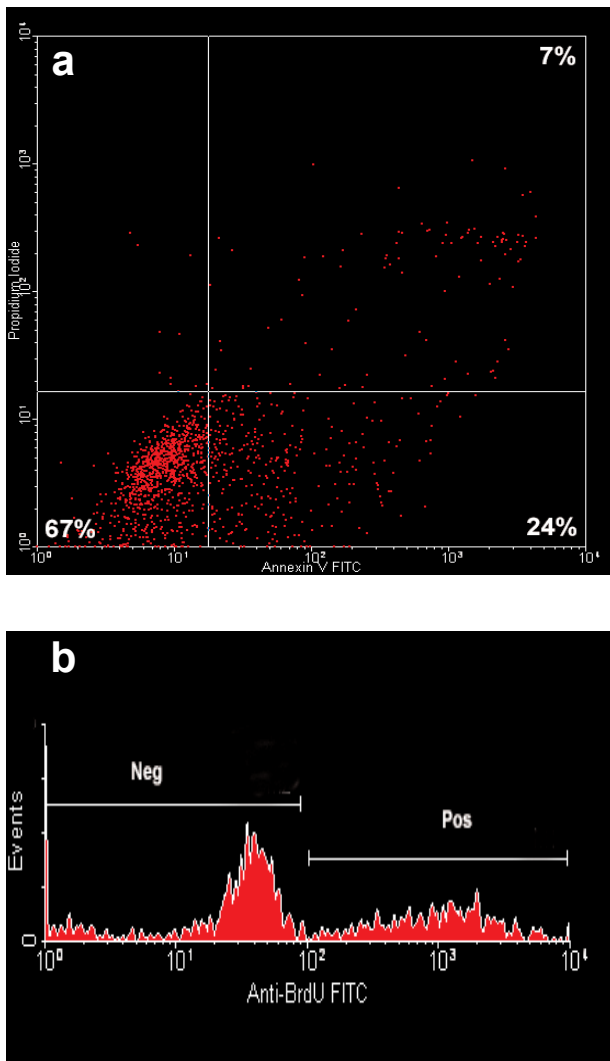 a
7%
10⁴
10³
10²
10¹
10⁰
Propidium Iodide
67%
24%
10⁰ 10¹ 10² 10³ 10⁴
Annexin V FITC
b
Neg
Pos
Events
0
10⁰ 10¹ 10² 10³ 10⁴
Anti-BrdU FITC